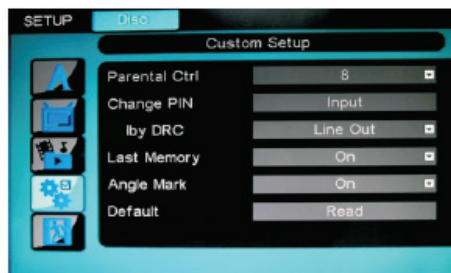 SETUP Disc
Custom Setup
Parental Ctrl 8
Change PIN Input
lby DRC Line Out
Last Memory On
Angle Mark On
Default Read